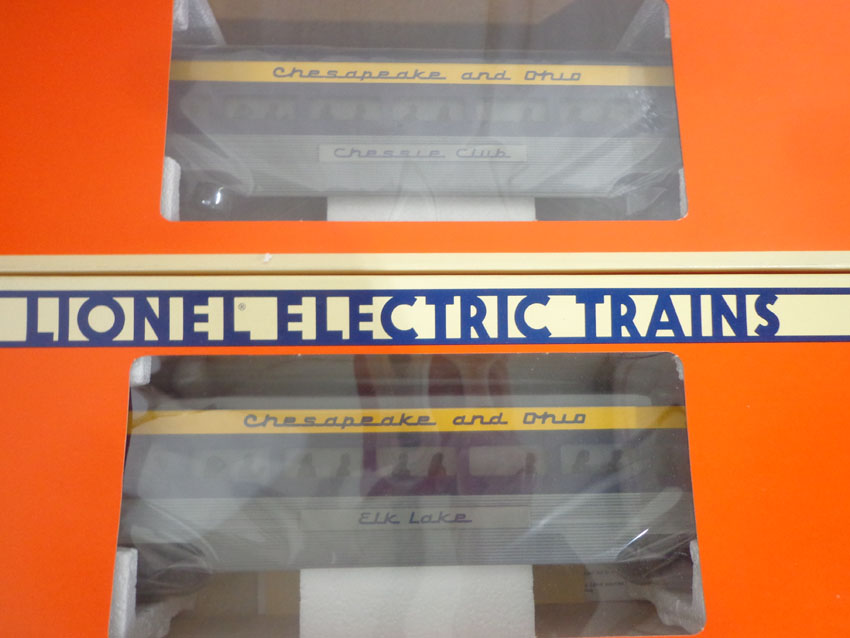 Chesapeake and Ohio
Chessie Club
LIONEL® ELECTRIC TRAINS
Chesapeake and Ohio
Elk Lake